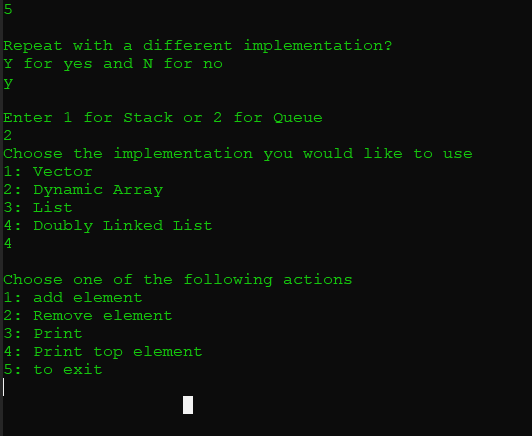 5
Repeat with a different implementation?
Y for yes and N for no
y
Enter 1 for Stack or 2 for Queue
2
Choose the implementation you would like to use
1: Vector
2: Dynamic Array
3: List
4: Doubly Linked List
4
Choose one of the following actions
1: add element
2: Remove element
3: Print
4: Print top element
5: to exit